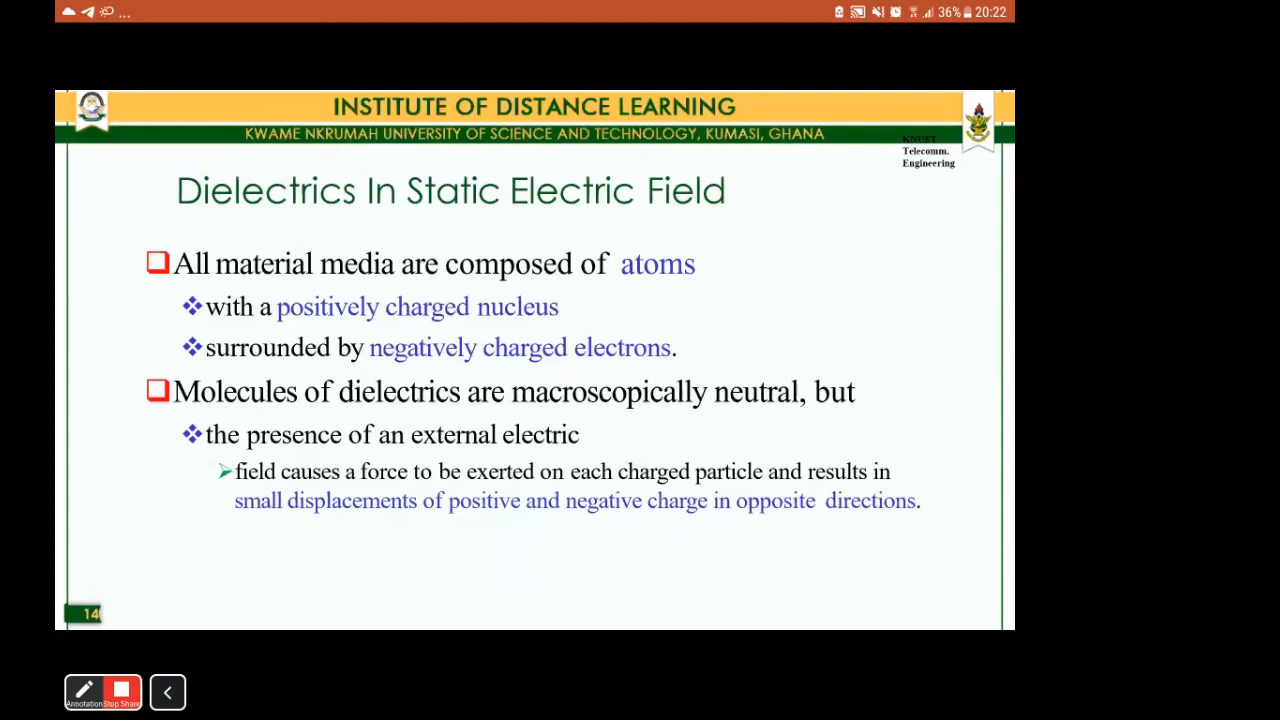 ...
36% 20:22
INSTITUTE OF DISTANCE LEARNING
KWAME NKRUMAH UNIVERSITY OF SCIENCE AND TECHNOLOGY, KUMASI, GHANA
KNUST
Telecomm.
Engineering
Dielectrics In Static Electric Field
All material media are composed of atoms
with a positively charged nucleus
surrounded by negatively charged electrons.
Molecules of dielectrics are macroscopically neutral, but
the presence of an external electric
field causes a force to be exerted on each charged particle and results in
small displacements of positive and negative charge in opposite directions.
14
Annotation Stop Share